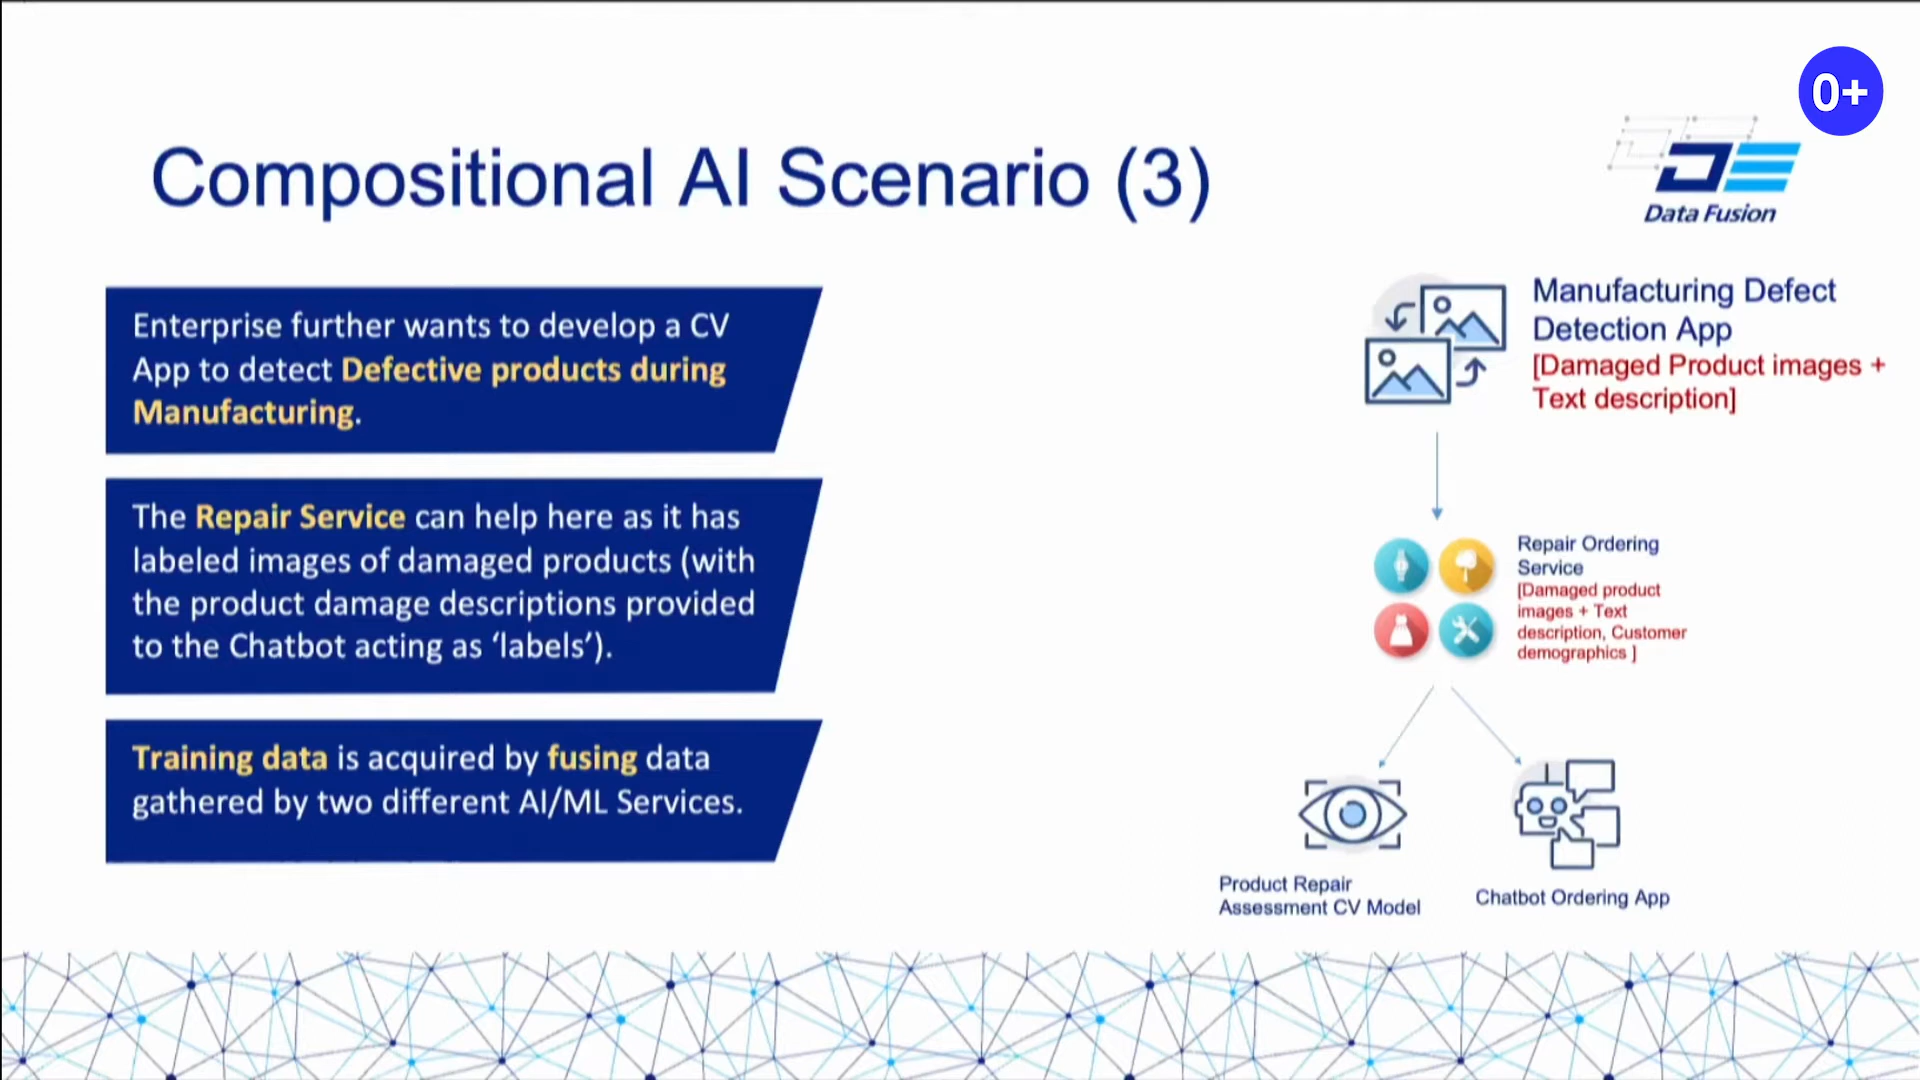 0+
Compositional AI Scenario (3)
Data Fusion
Enterprise further wants to develop a CV
App to detect Defective products during
Manufacturing.
The Repair Service can help here as it has
labeled images of damaged products (with
the product damage descriptions provided
to the Chatbot acting as ‘labels’).
Training data is acquired by fusing data
gathered by two different AI/ML Services.
Manufacturing Defect
Detection App
[Damaged Product images +
Text description]
Repair Ordering
Service
[Damaged product
images + Text
description, Customer
demographics ]
Product Repair
Assessment CV Model
Chatbot Ordering App